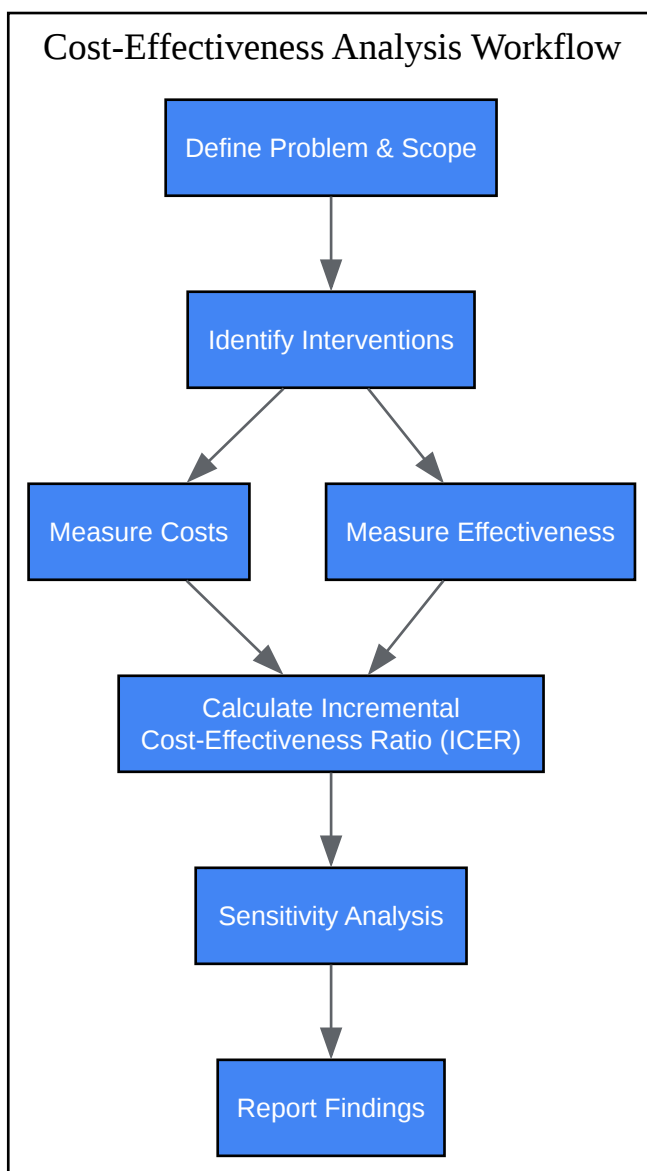 Cost-Effectiveness Analysis Workflow
Define Problem & Scope
Identify Interventions
Measure Costs
Measure Effectiveness
Calculate Incremental
Cost-Effectiveness Ratio (ICER)
Sensitivity Analysis
Report Findings